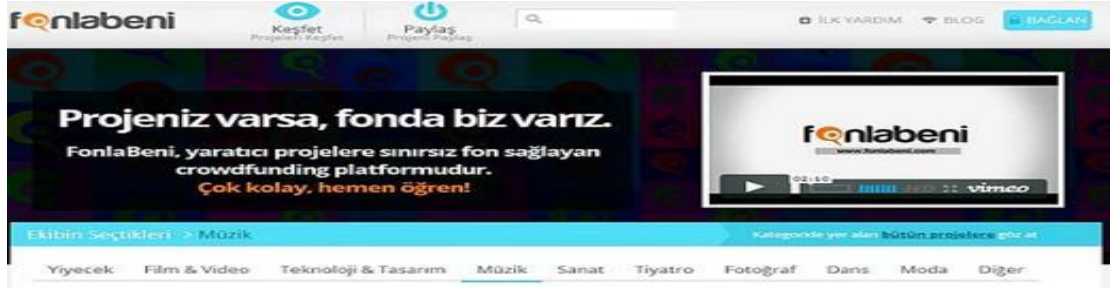 fonlabeni
Keşfet
Projeleri Keşfet
Paylaş
Projeni Paylaş
İLK YARDIM
BLOG
BAĞLAN
Projeniz varsa, fonda biz varız.
FonlaBeni, yaratıcı projelere sınırsız fon sağlayan
crowdfunding platformudur.
Çok kolay, hemen öğren!
fonlabeni
www.fonlabeni.com
02:10
HD
vimeo
Ekibin Seçtikleri > Müzik
Kategoride yer alan bütün projelere göz at
Yiyecek Film & Video Teknoloji & Tasarım Müzik Sanat Tiyatro Fotoğraf Dans Moda Diğer